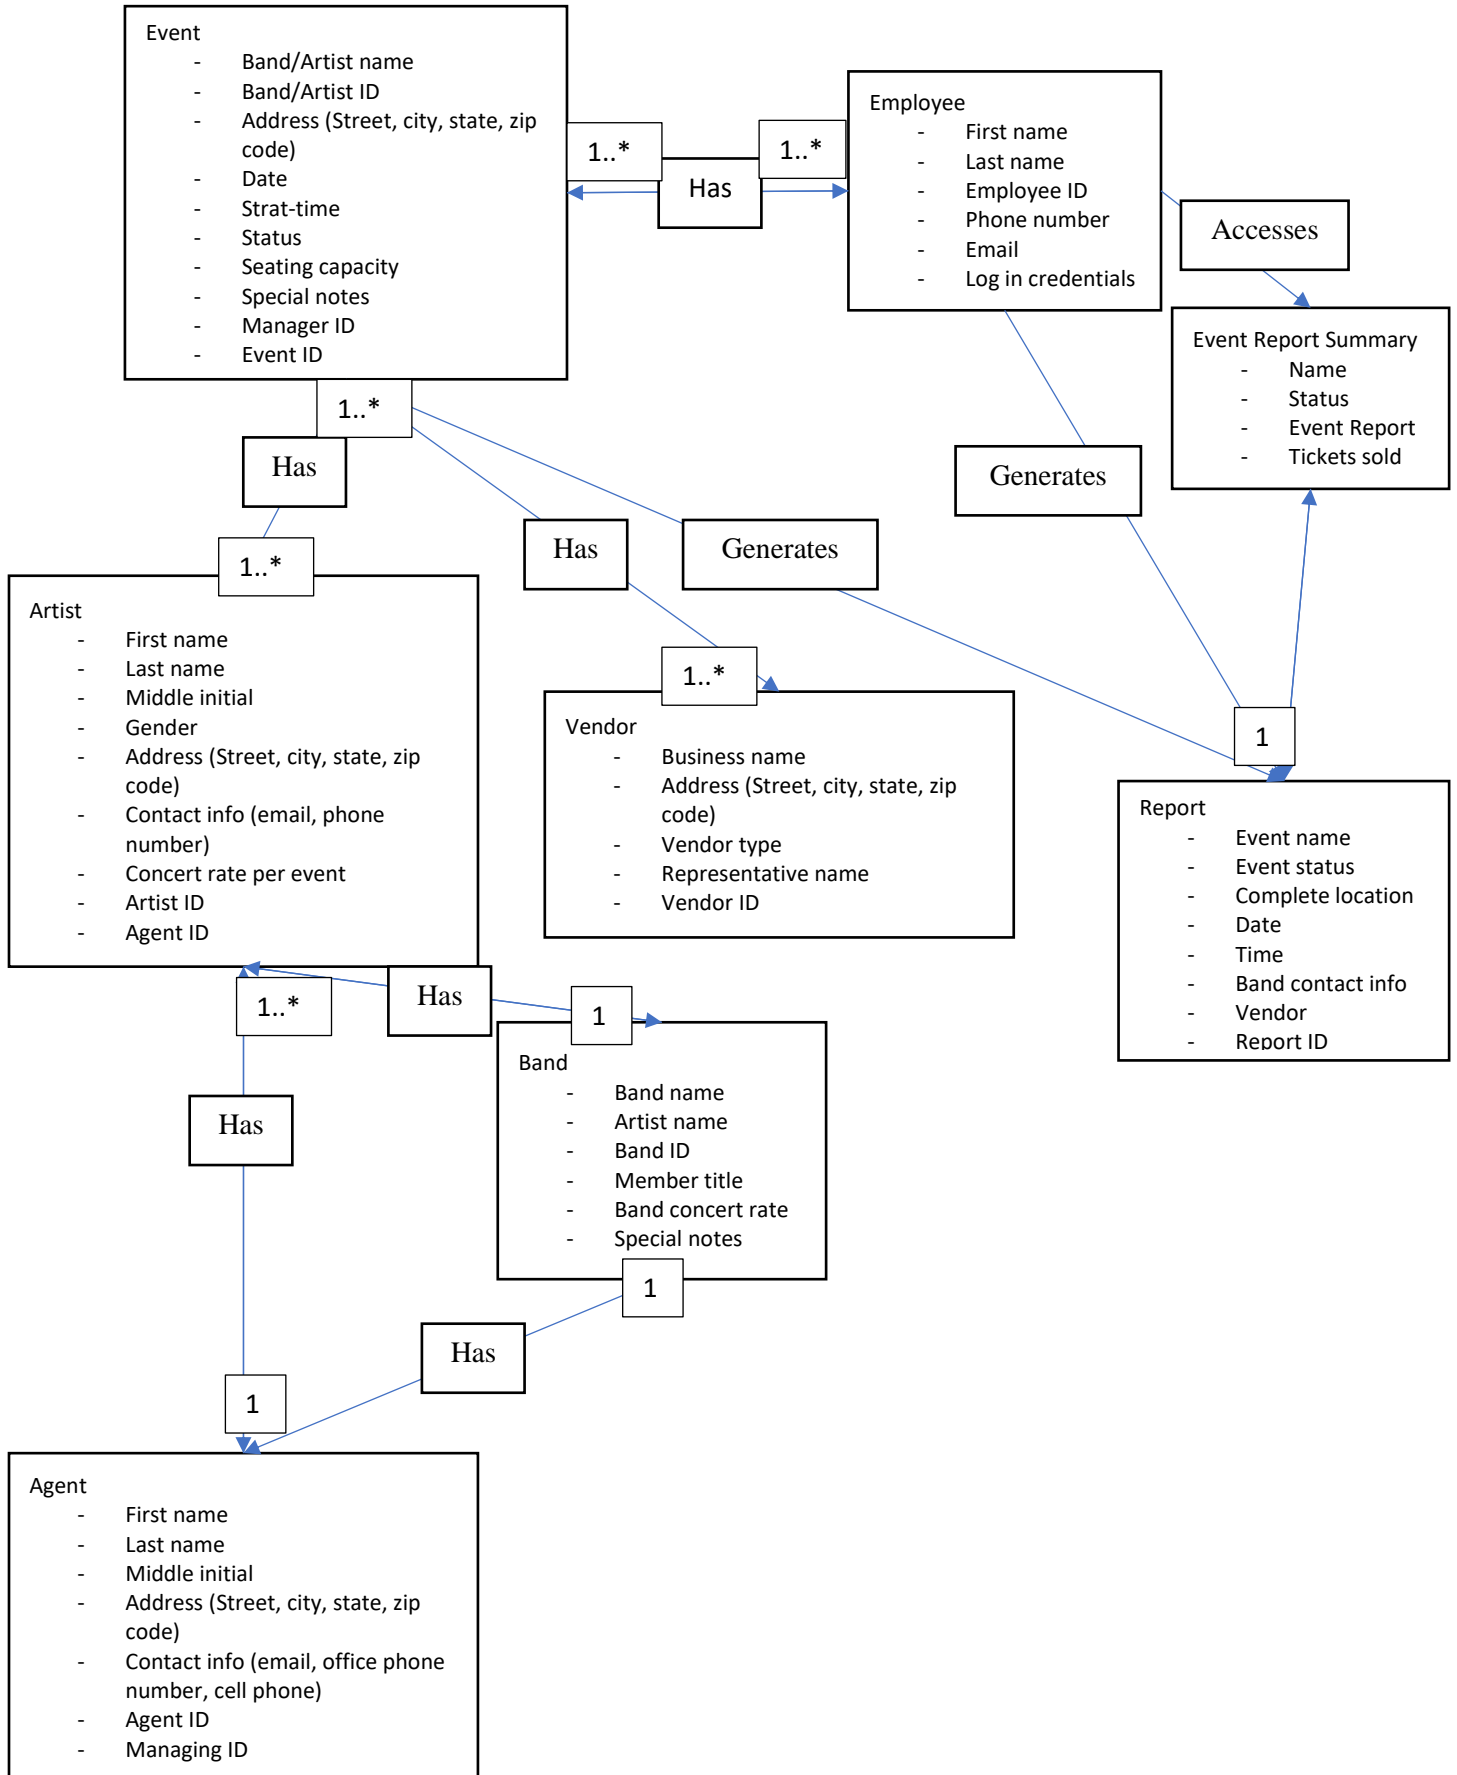 Event
- Band/Artist name
- Band/Artist ID
- Address (Street, city, state, zip
code)
- Date
- Strat-time
- Status
- Seating capacity
- Special notes
- Manager ID
- Event ID
1..*
Has
1..*
Employee
- First name
- Last name
- Employee ID
- Phone number
- Email
- Log in credentials
Accesses
Event Report Summary
- Name
- Status
- Event Report
- Tickets sold
1..*
Has
Has
Generates
Generates
1..*
Artist
- First name
- Last name
- Middle initial
- Gender
- Address (Street, city, state, zip
code)
- Contact info (email, phone
number)
- Concert rate per event
- Artist ID
- Agent ID
1..*
Vendor
- Business name
- Address (Street, city, state, zip
code)
- Vendor type
- Representative name
- Vendor ID
1
Report
- Event name
- Event status
- Complete location
- Date
- Time
- Band contact info
- Vendor
- Report ID
1..*
Has
1
Band
- Band name
- Artist name
- Band ID
- Member title
- Band concert rate
- Special notes
Has
1
Has
1
Agent
- First name
- Last name
- Middle initial
- Address (Street, city, state, zip
code)
- Contact info (email, office phone
number, cell phone)
- Agent ID
- Managing ID